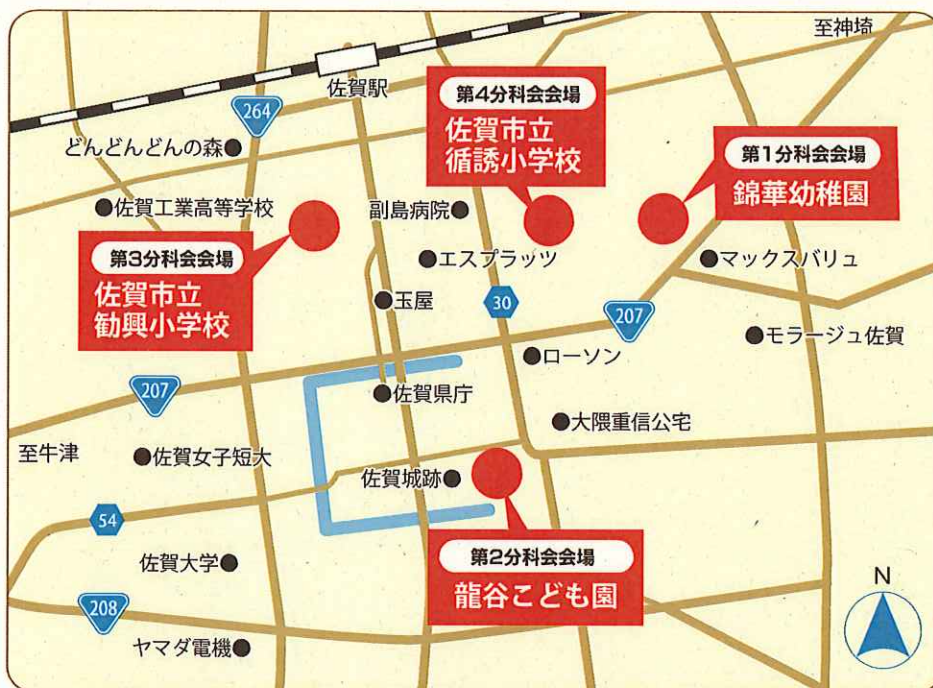 至神埼
佐賀駅
264
どんどんどんの森
第4分科会会場
佐賀市立
循誘小学校
第1分科会会場
錦華幼稚園
佐賀工業高等学校
副島病院
エスプラッツ
マックスバリュ
第3分科会会場
佐賀市立
勧興小学校
玉屋
30
207
ローソン
モラージュ佐賀
207
佐賀県庁
大隈重信公宅
至牛津
佐賀女子短大
佐賀城跡
54
第2分科会会場
龍谷こども園
佐賀大学
208
ヤマダ電機
N